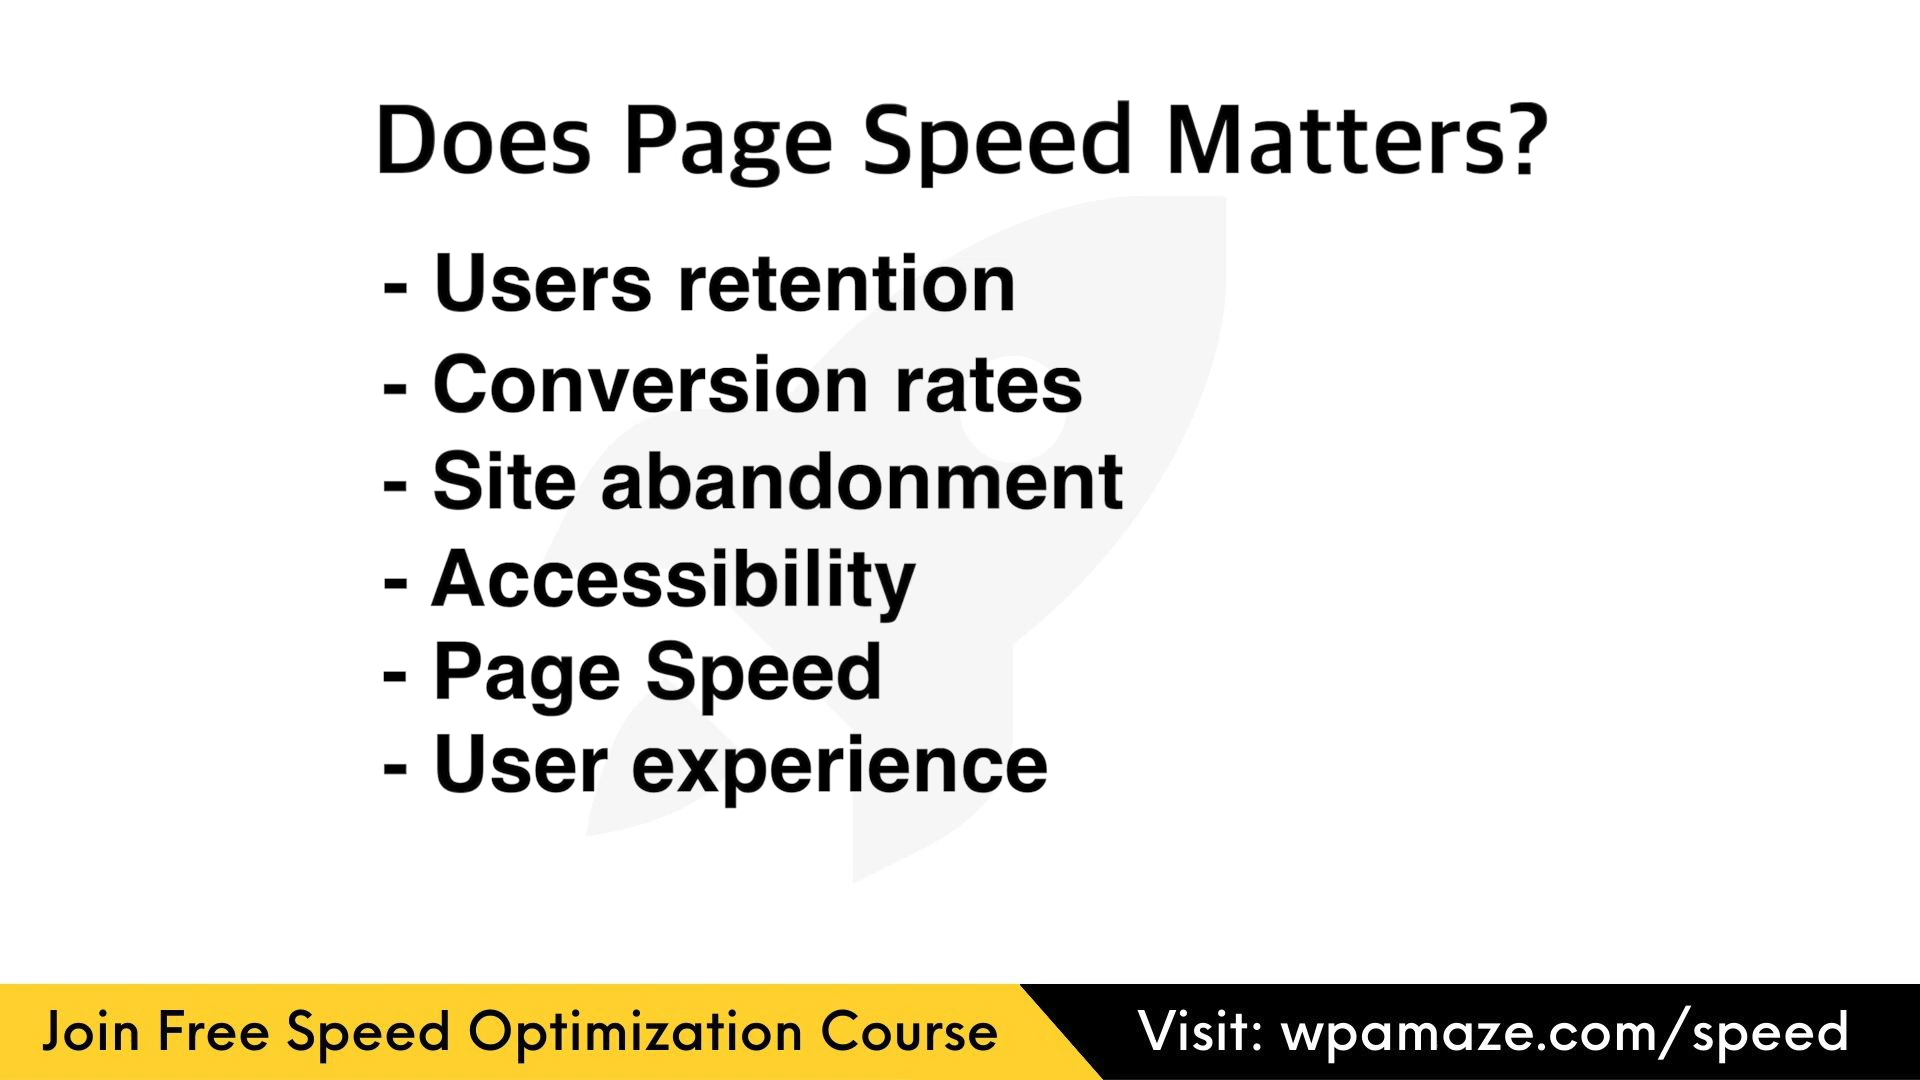 Does Page Speed Matters?
- Users retention
- Conversion rates
- Site abandonment
- Accessibility
- Page Speed
- User experience
Join Free Speed Optimization Course
Visit: wpamaze.com/speed